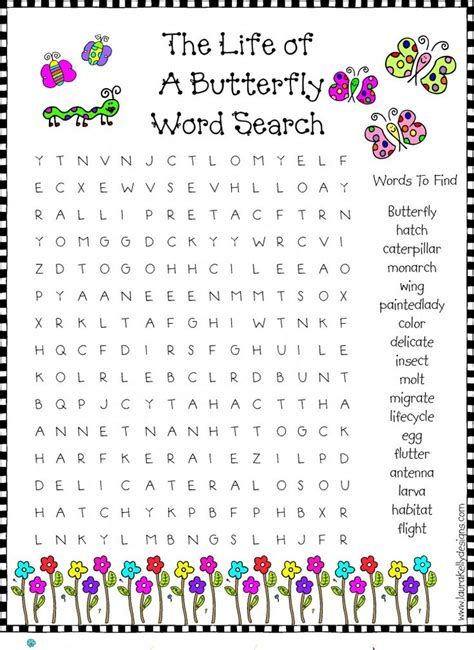 The Life of
A Butterfly
Word Search
Y T N V N J C T L O M Y E L F
E C X E W V S E V H L L O A Y
R A L L I P R E T A C F T R N
Y O M G G D C K Y Y W R C V I
Z D T O G O H H C I L E E A O
P Y A A N E E E N M M T S O X
X R K L T A F G H I W T N K F
H Q C F D I R S F G H U I L E
K O L R L E B C L R D B U N T
B Q P J C Y T A H A C T T H A
A N N E T N A N H T T O G C K
H A R F K E R A I E Z I L P D
D E L I C A T E R A L O S O U
H A T C H Y K P B F P H B X R
L N K Y L M B N G S L H J F R
Words To Find
Butterfly
hatch
caterpillar
monarch
wing
paintedlady
color
delicate
insect
molt
migrate
lifecycle
egg
flutter
antenna
larva
habitat
flight
www.laurakellydesigns.com